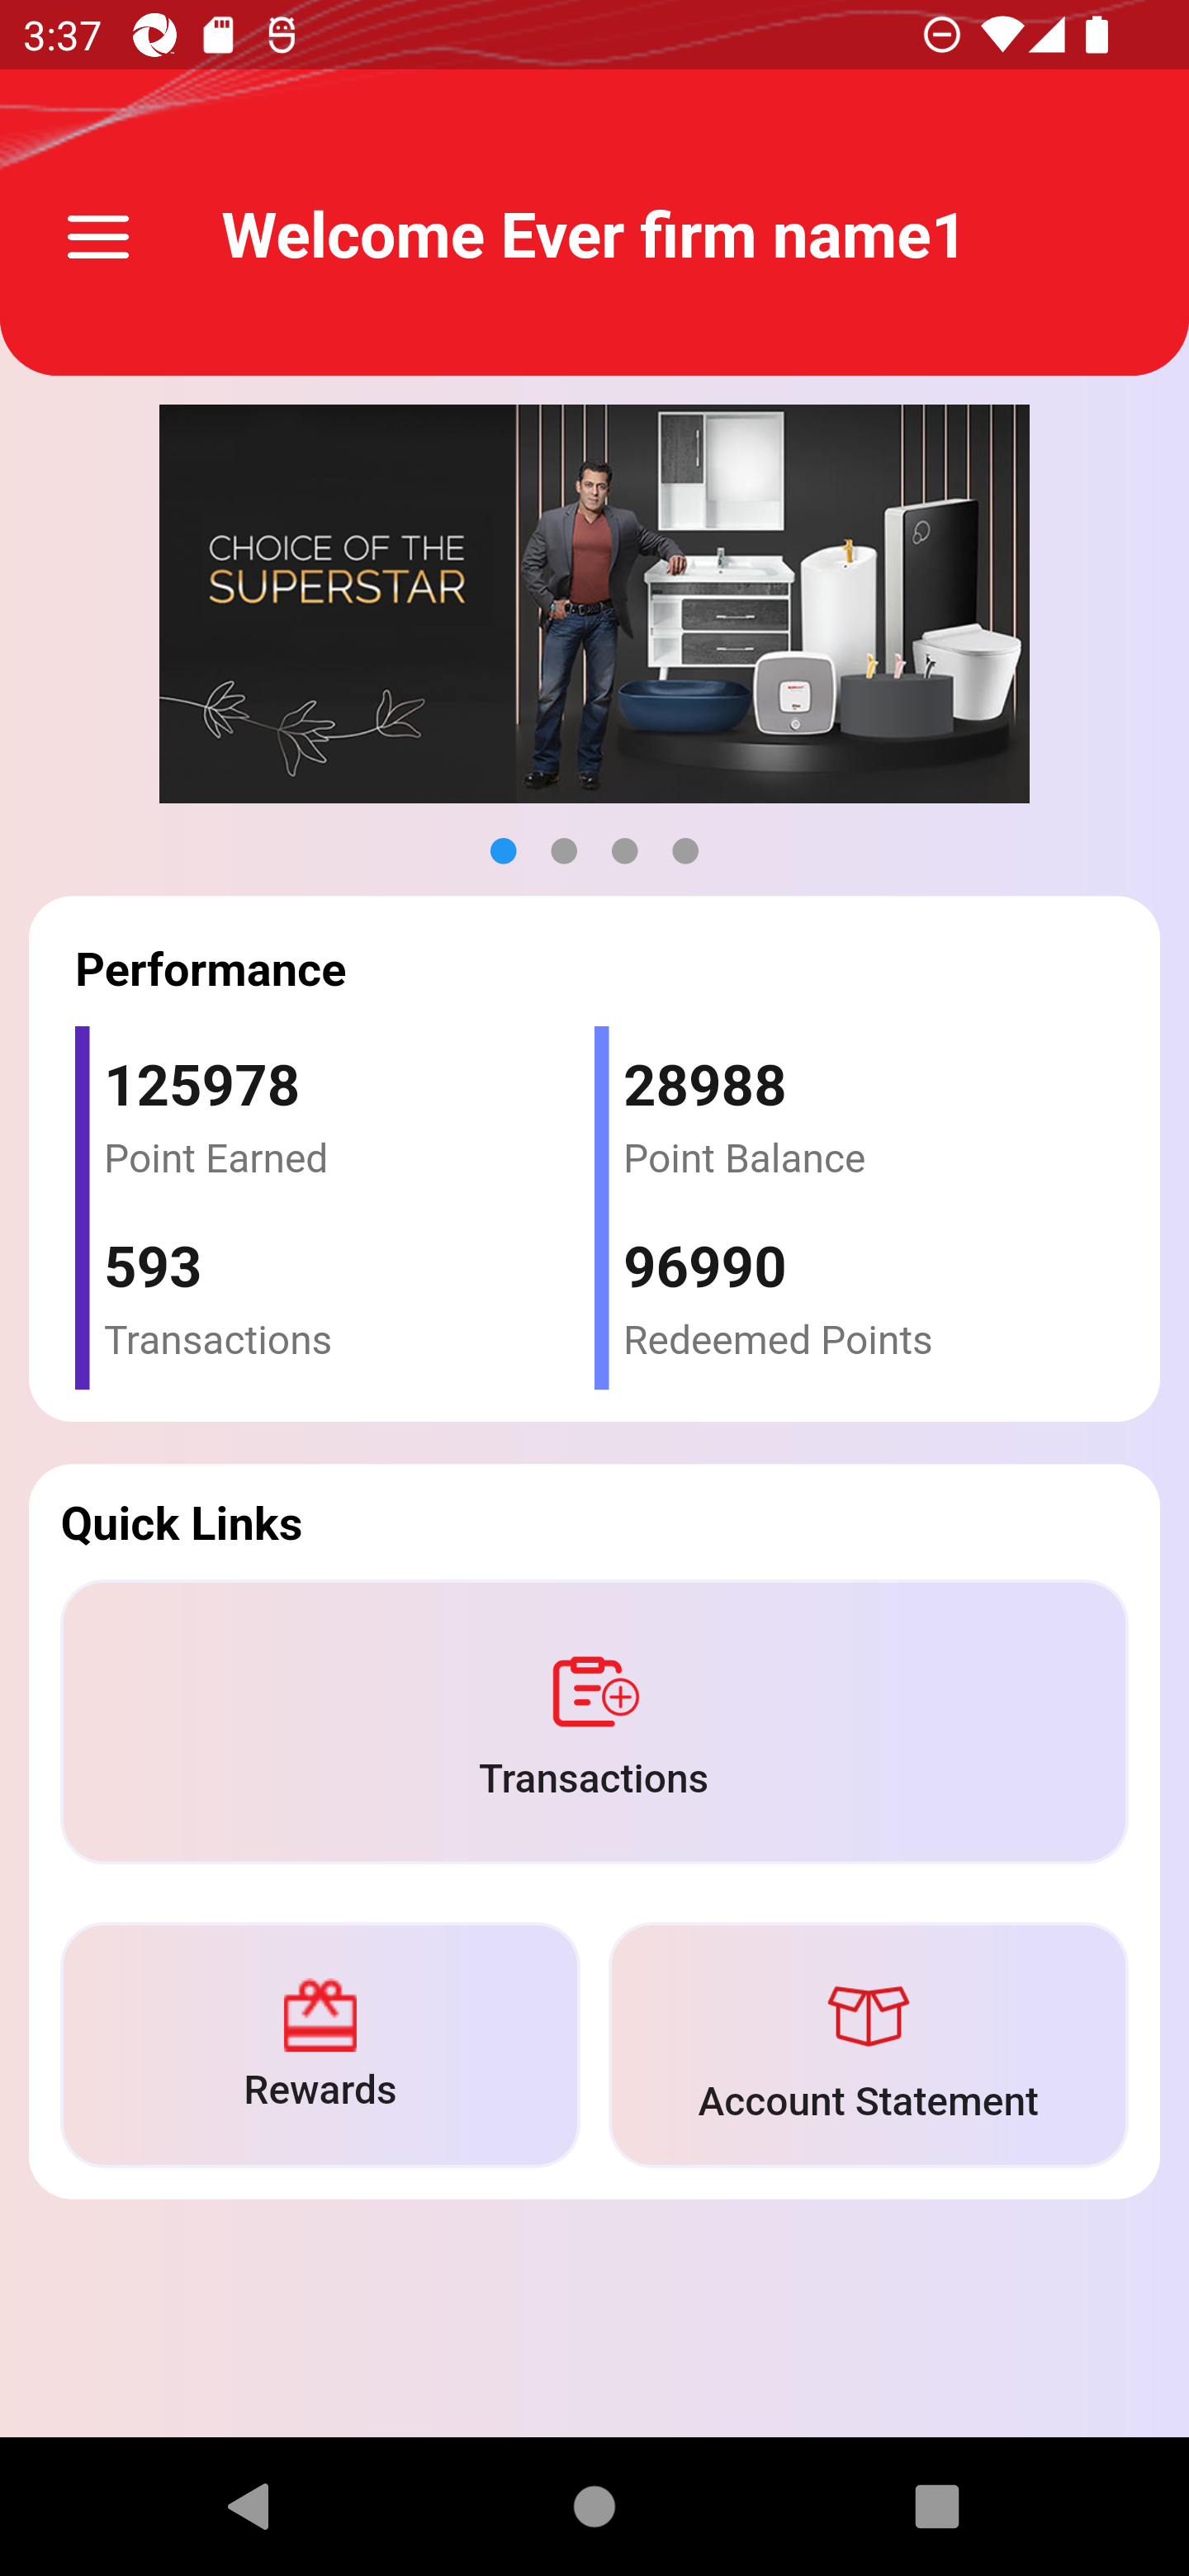 3:37
Welcome Ever firm name1
CHOICE OF THE
SUPERSTAR
Performance
125978
Point Earned
28988
Point Balance
593
Transactions
96990
Redeemed Points
Quick Links
Transactions
Rewards
Account Statement